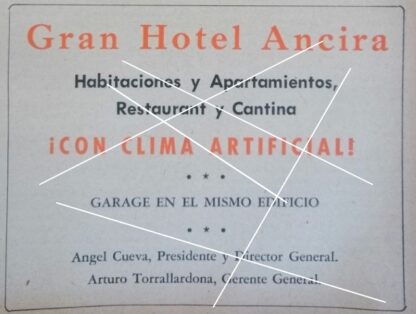 Gran Hotel Ancira
Habitaciones y Apartamientos,
Restaurant y Cantina
¡CON CLIMA ARTIFICIAL!
* * *
GARAGE EN EL MISMO EDIFICIO
* * *
Angel Cueva, Presidente y Director General.
Arturo Torrallardona, Gerente General.